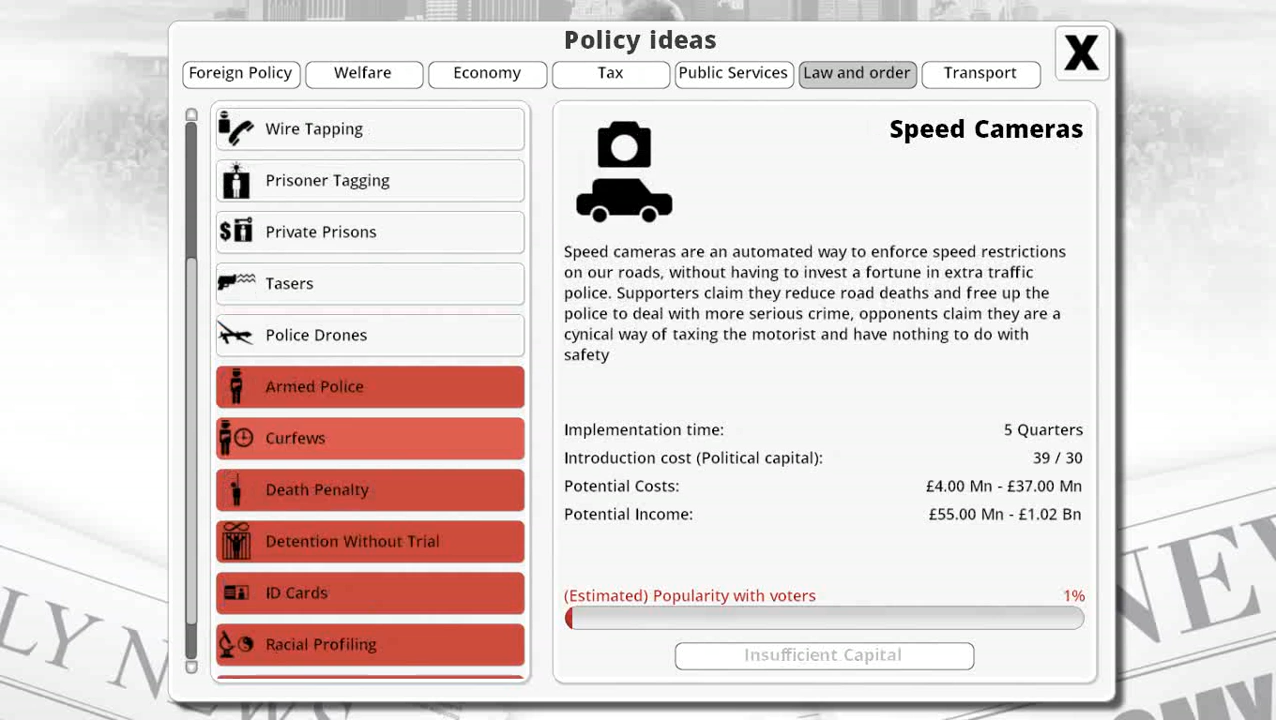 Policy ideas
X
Foreign Policy
Welfare
Economy
Tax
Public Services
Law and order
Transport
Wire Tapping
Prisoner Tagging
Private Prisons
Tasers
Police Drones
Armed Police
Curfews
Death Penalty
Detention Without Trial
ID Cards
Racial Profiling
Speed Cameras
Speed cameras are an automated way to enforce speed restrictions
on our roads, without having to invest a fortune in extra traffic
police. Supporters claim they reduce road deaths and free up the
police to deal with more serious crime, opponents claim they are a
cynical way of taxing the motorist and have nothing to do with
safety
Implementation time: 5 Quarters
Introduction cost (Political capital): 39 / 30
Potential Costs: £4.00 Mn - £37.00 Mn
Potential Income: £55.00 Mn - £1.02 Bn
(Estimated) Popularity with voters 1%
Insufficient Capital